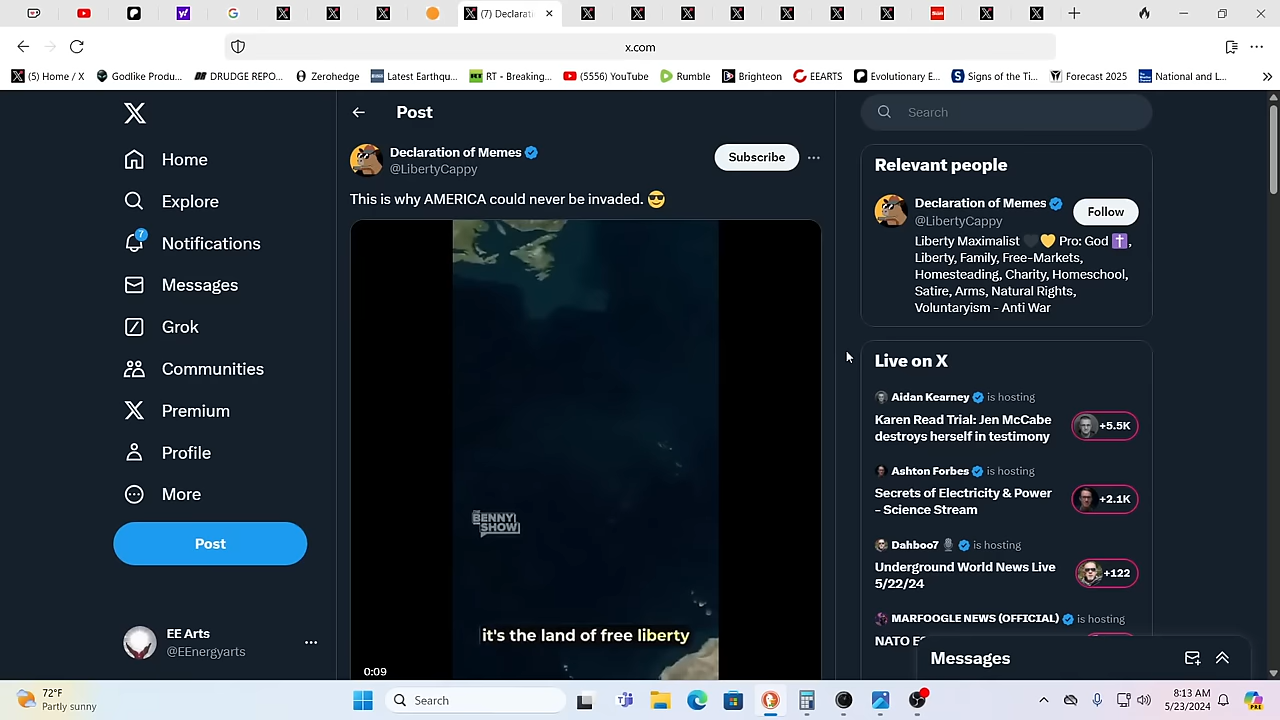 (7) Declarat
x.com
(5) Home / X
Godlike Produ...
DRUDGE REPO...
Zerohedge
Latest Earthqu...
RT - Breaking...
(5556) YouTube
Rumble
Brighteon
EEARTS
Evolutionary E...
Signs of the Ti...
Forecast 2025
National and L...
Home
Explore
7
Notifications
Messages
Grok
Communities
Premium
Profile
More
Post
EE Arts
@EEnergyarts
Post
Declaration of Memes
@LibertyCappy
Subscribe
This is why AMERICA could never be invaded. 😎
THE
BENNY
SHOW
it's the land of free liberty
0:09
Search
Relevant people
Declaration of Memes
@LibertyCappy
Follow
Liberty Maximalist 🖤💛 Pro: God ✝️,
Liberty, Family, Free-Markets,
Homesteading, Charity, Homeschool,
Satire, Arms, Natural Rights,
Voluntaryism - Anti War
Live on X
Aidan Kearney is hosting
Karen Read Trial: Jen McCabe
destroys herself in testimony
+5.5K
Ashton Forbes is hosting
Secrets of Electricity & Power
- Science Stream
+2.1K
Dahboo7 🎙️ is hosting
Underground World News Live
5/22/24
+122
MARFOOGLE NEWS (OFFICIAL) is hosting
Messages
72°F
Partly sunny
Search
8:13 AM
5/23/2024